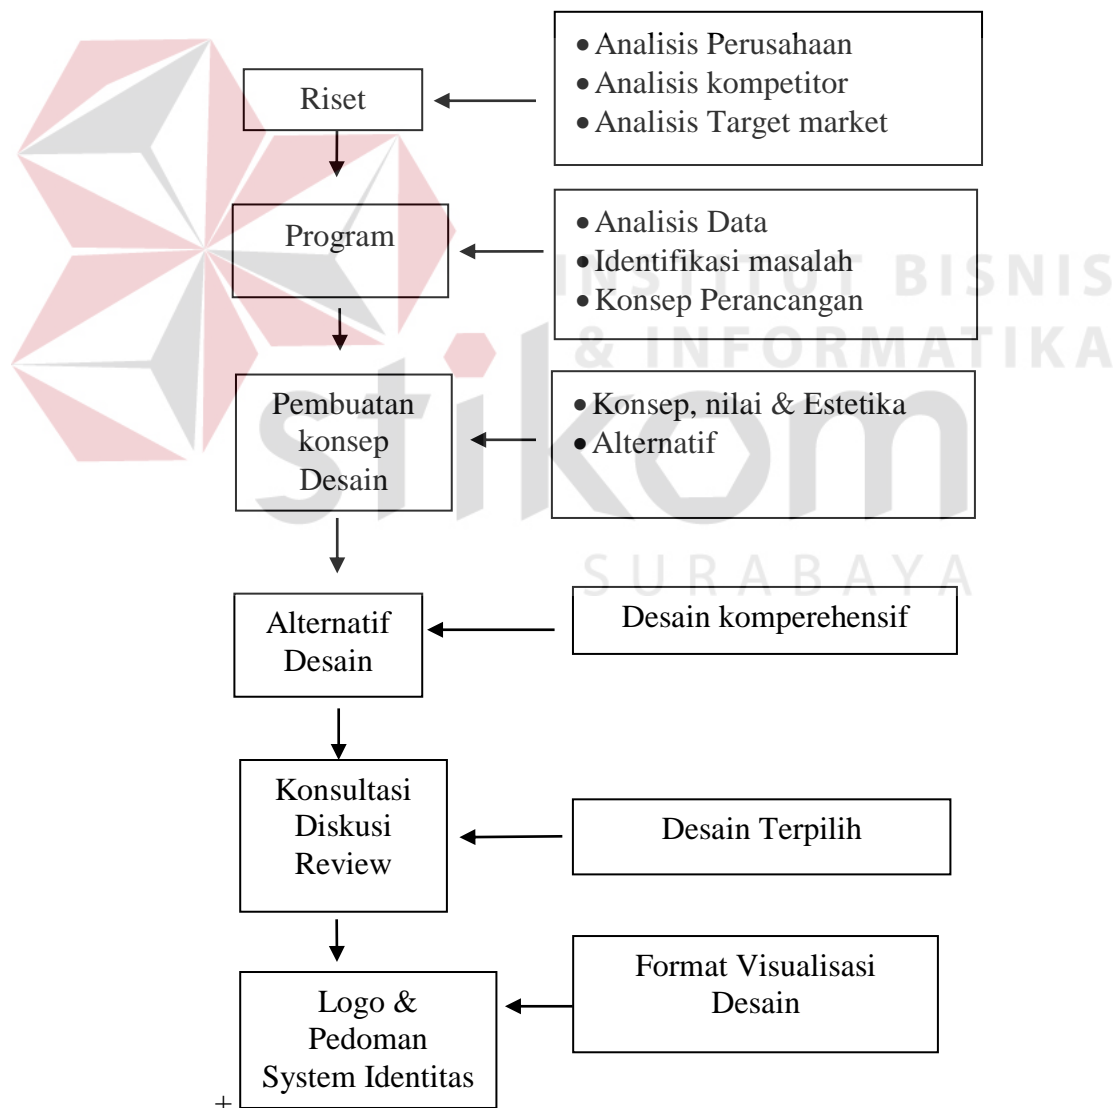 Riset
• Analisis Perusahaan
• Analisis kompetitor
• Analisis Target market
Program
• Analisis Data
• Identifikasi masalah
• Konsep Perancangan
INSTITUT BISNIS
& INFORMATIKA
stikom
SURABAYA
Pembuatan
konsep
Desain
• Konsep, nilai & Estetika
• Alternatif
Alternatif
Desain
Desain komperehensif
Konsultasi
Diskusi
Review
Desain Terpilih
Logo &
Pedoman
System Identitas
Format Visualisasi
Desain
+